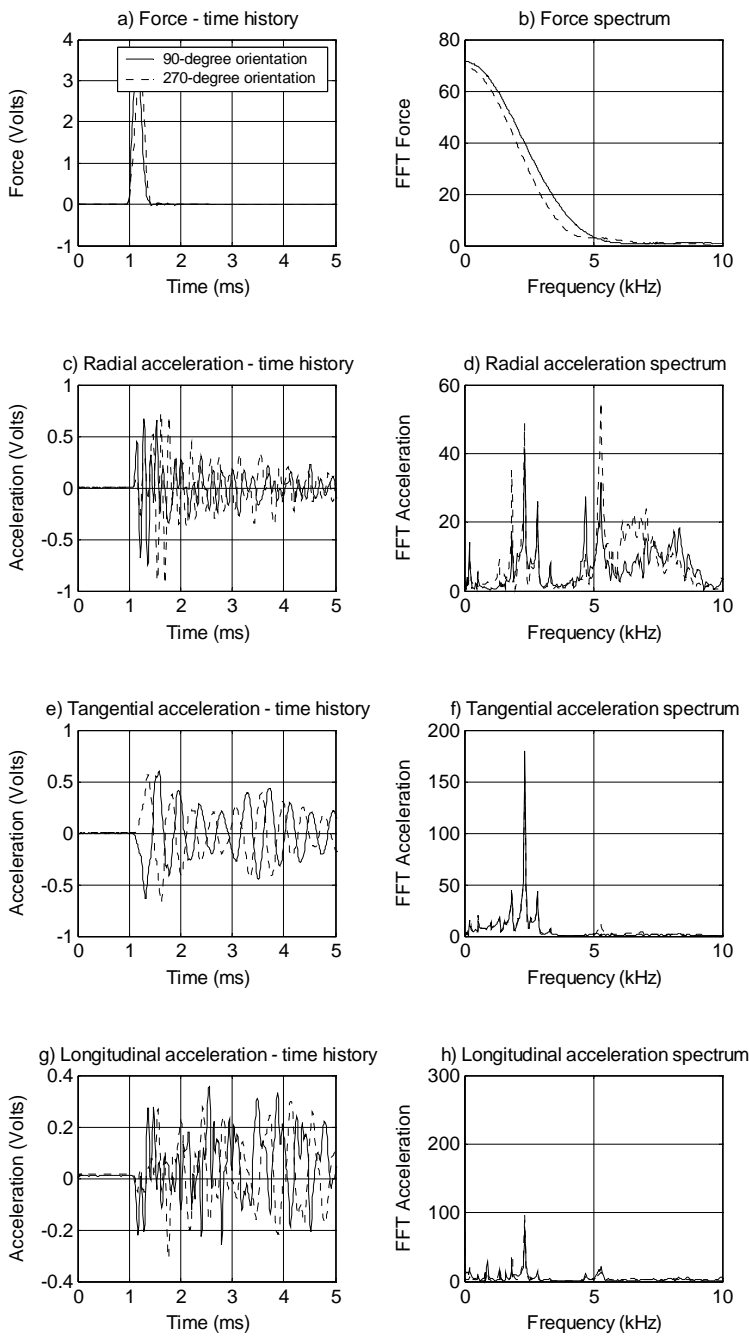 a) Force - time history
4
3
2
1
0
-1
Force (Volts)
90-degree orientation
270-degree orientation
0 1 2 3 4 5
Time (ms)
b) Force spectrum
80
60
40
20
0
FFT Force
0 5 10
Frequency (kHz)
c) Radial acceleration - time history
1
0.5
0
-0.5
-1
Acceleration (Volts)
0 1 2 3 4 5
Time (ms)
d) Radial acceleration spectrum
60
40
20
0
FFT Acceleration
0 5 10
Frequency (kHz)
e) Tangential acceleration - time history
1
0.5
0
-0.5
-1
Acceleration (Volts)
0 1 2 3 4 5
Time (ms)
f) Tangential acceleration spectrum
200
150
100
50
0
FFT Acceleration
0 5 10
Frequency (kHz)
g) Longitudinal acceleration - time history
0.4
0.2
0
-0.2
-0.4
Acceleration (Volts)
0 1 2 3 4 5
Time (ms)
h) Longitudinal acceleration spectrum
300
200
100
0
FFT Acceleration
0 5 10
Frequency (kHz)